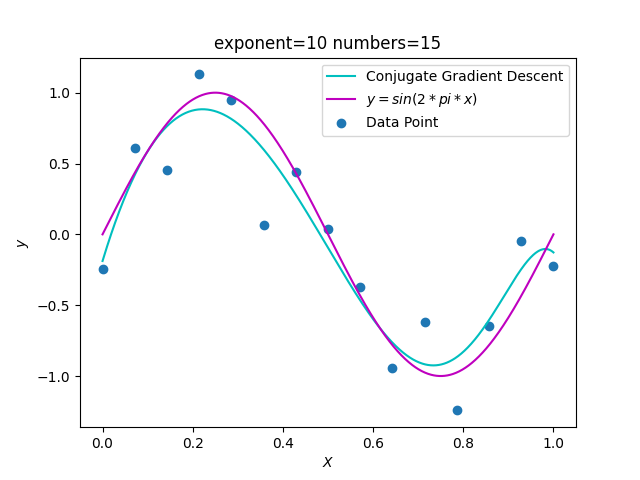 exponent=10 numbers=15
Conjugate Gradient Descent
y = sin(2 * pi * x)
Data Point
1.0
0.5
0.0
−0.5
−1.0
y
0.0 0.2 0.4 0.6 0.8 1.0
X